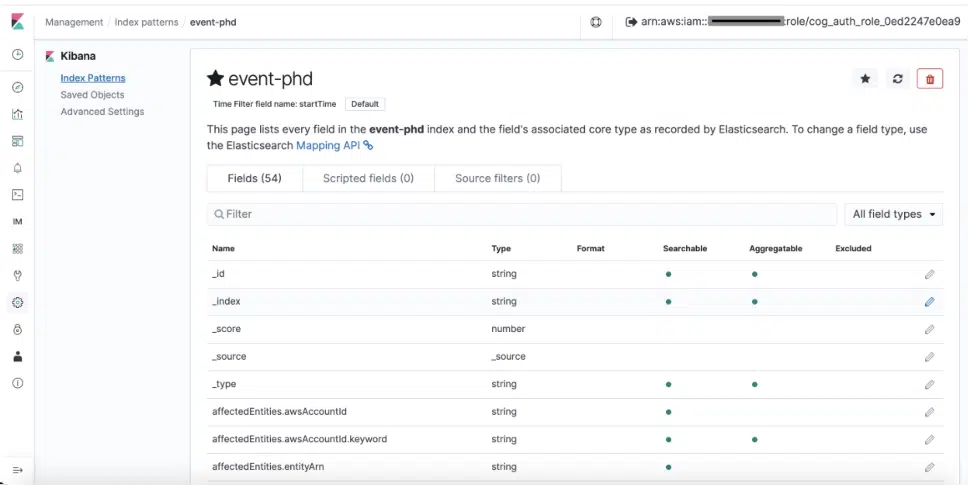 Management / Index patterns / event-phd
arn:aws:iam:: :role/cog_auth_role_0ed2247e0ea9
Kibana
Index Patterns
Saved Objects
Advanced Settings
IM
event-phd
Time Filter field name: startTime Default
This page lists every field in the event-phd index and the field's associated core type as recorded by Elasticsearch. To change a field type, use
the Elasticsearch Mapping API
Fields (54) Scripted fields (0) Source filters (0)
Filter All field types
Name Type Format Searchable Aggregatable Excluded
_id string
_index string
_score number
_source _source
_type string
affectedEntities.awsAccountId string
affectedEntities.awsAccountId.keyword string
affectedEntities.entityArn string